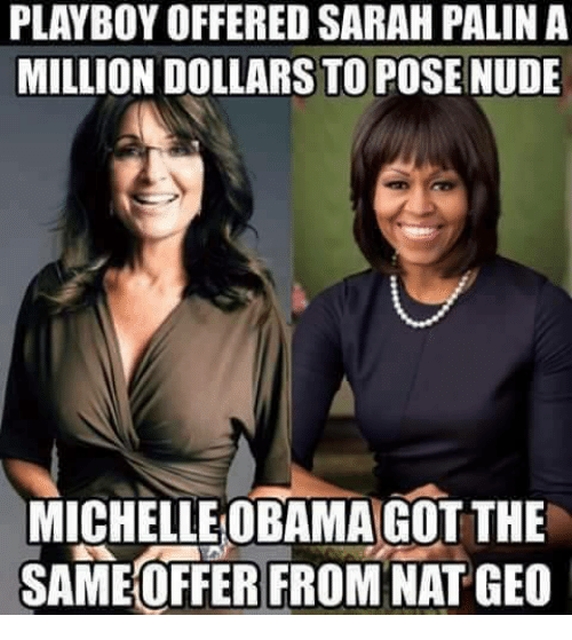 PLAYBOY OFFERED SARAH PALIN A
MILLION DOLLARS TO POSE NUDE
MICHELLE OBAMA GOT THE
SAME OFFER FROM NAT GEO